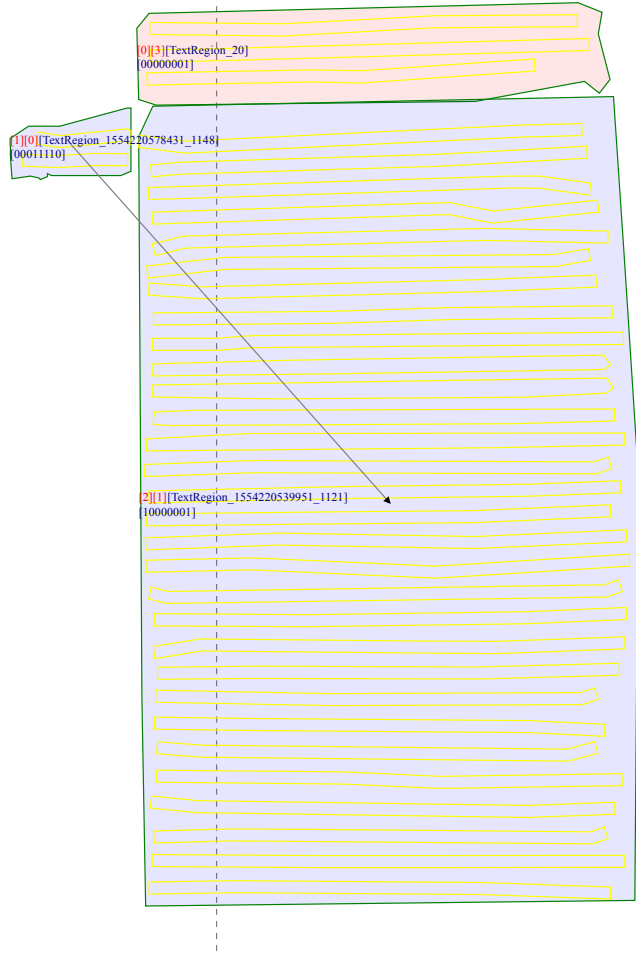 [0][3][TextRegion_20]
[00000001]
[1][0][TextRegion_1554220578431_1148]
[00011110]
[2][1][TextRegion_1554220539951_1121]
[10000001]